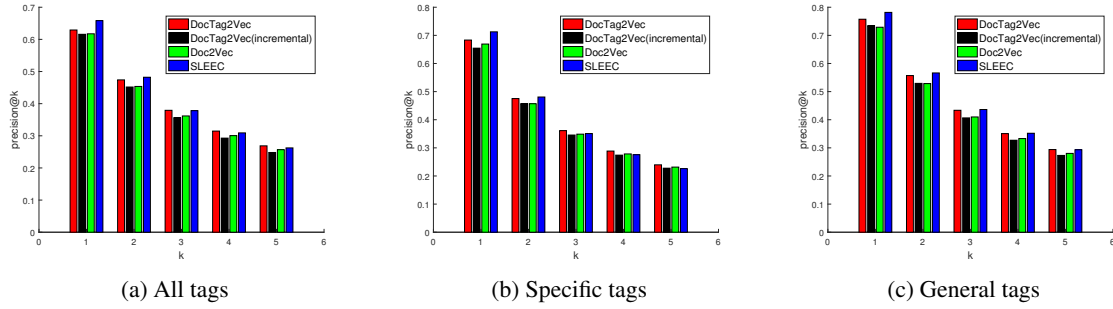 0.7
0.6
0.5
0.4
0.3
0.2
0.1
0
precision@k
0 1 2 3 4 5 6
k
DocTag2Vec
DocTag2Vec(incremental)
Doc2Vec
SLEEC
(a) All tags
0.8
0.7
0.6
0.5
0.4
0.3
0.2
0.1
0
precision@k
0 1 2 3 4 5 6
k
DocTag2Vec
DocTag2Vec(incremental)
Doc2Vec
SLEEC
(b) Specific tags
0.8
0.7
0.6
0.5
0.4
0.3
0.2
0.1
0
precision@k
0 1 2 3 4 5 6
k
DocTag2Vec
DocTag2Vec(incremental)
Doc2Vec
SLEEC
(c) General tags